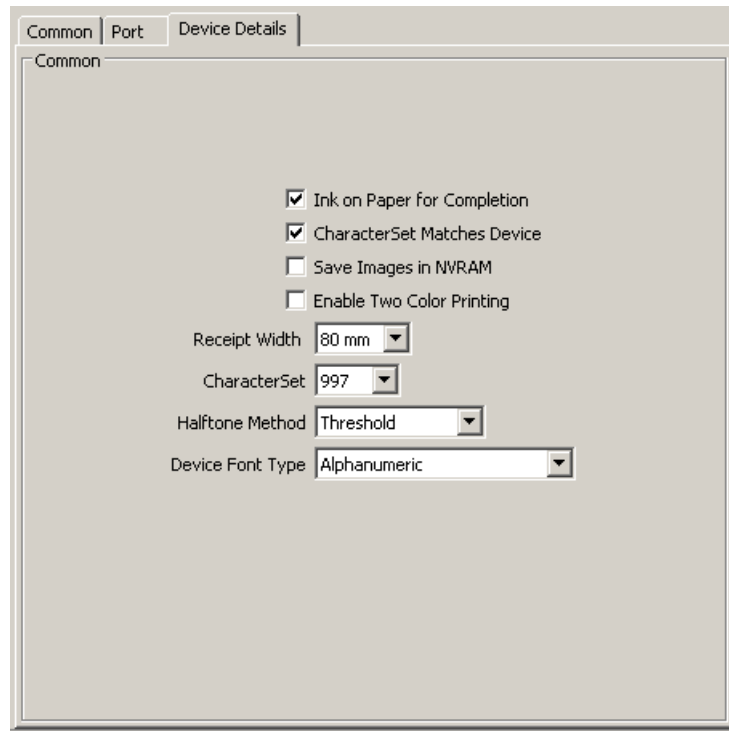 Common Port Device Details
Common
Ink on Paper for Completion
CharacterSet Matches Device
Save Images in NVRAM
Enable Two Color Printing
Receipt Width 80 mm
CharacterSet 997
Halftone Method Threshold
Device Font Type Alphanumeric